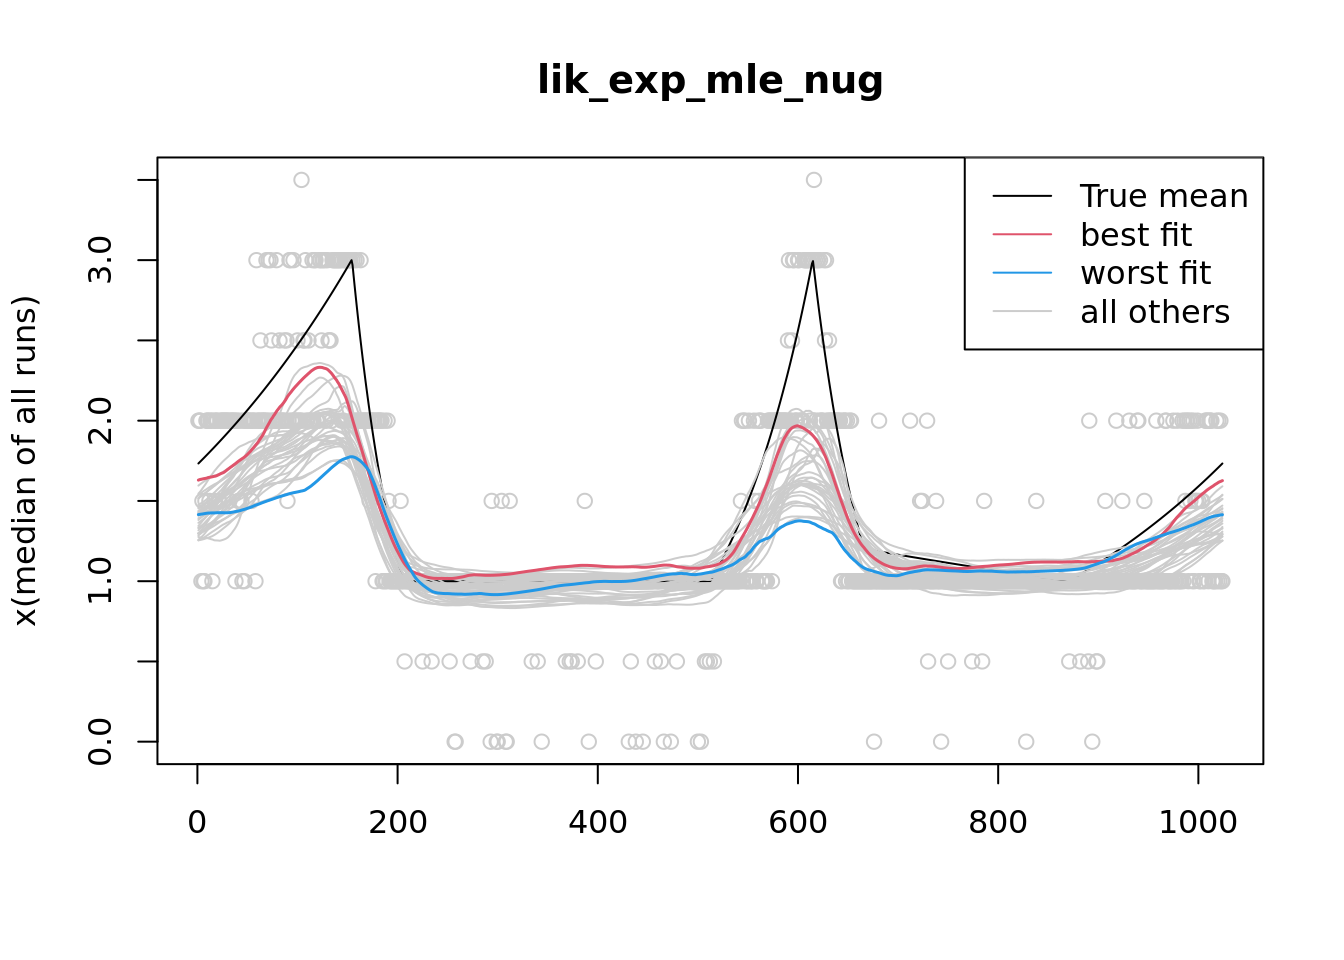 lik_exp_mle_nug
True mean
best fit
worst fit
all others
x(median of all runs)
3.0
2.0
1.0
0.0
0 200 400 600 800 1000